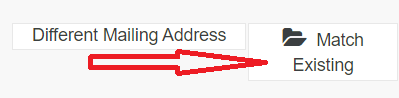 Different Mailing Address
Match
Existing